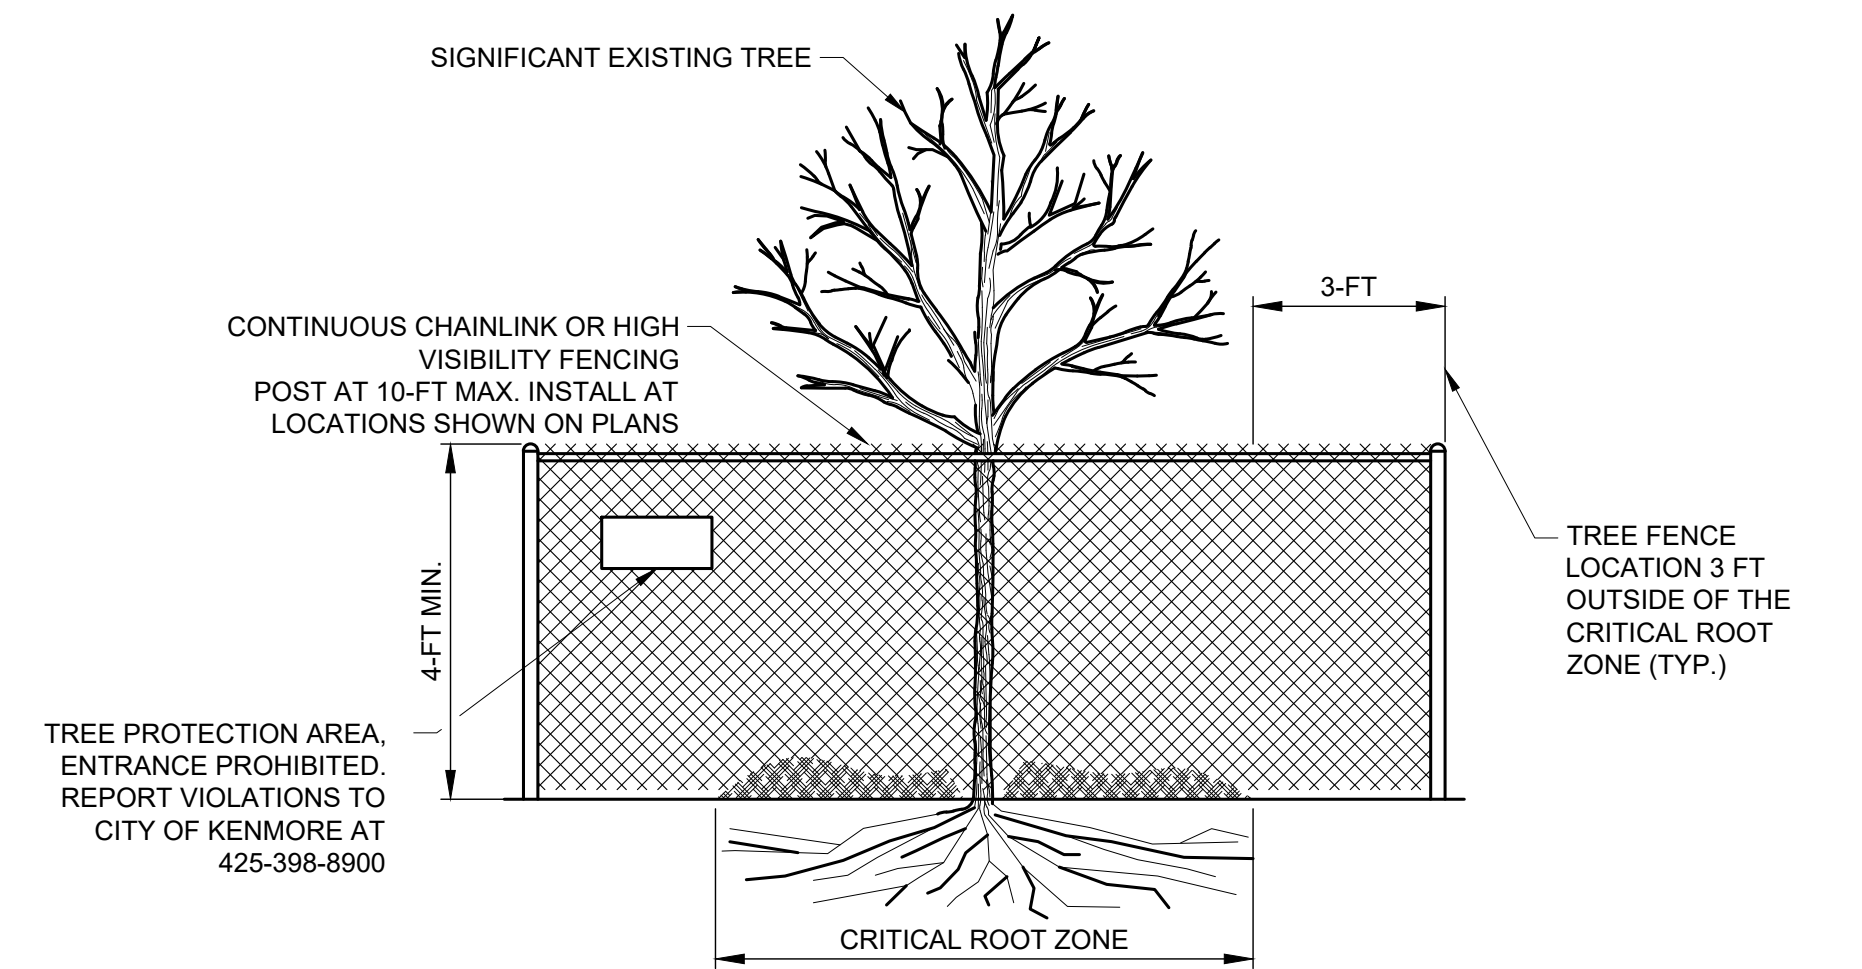 SIGNIFICANT EXISTING TREE
3-FT
CONTINUOUS CHAINLINK OR HIGH
VISIBILITY FENCING
POST AT 10-FT MAX. INSTALL AT
LOCATIONS SHOWN ON PLANS
4-FT MIN.
TREE FENCE
LOCATION 3 FT
OUTSIDE OF THE
CRITICAL ROOT
ZONE (TYP.)
TREE PROTECTION AREA,
ENTRANCE PROHIBITED.
REPORT VIOLATIONS TO
CITY OF KENMORE AT
425-398-8900
CRITICAL ROOT ZONE